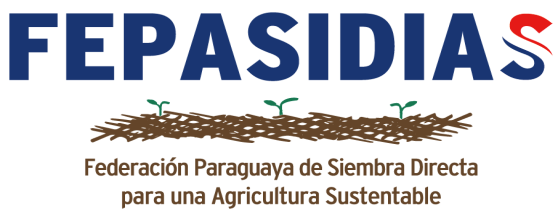 FEPASIDIAS
Federación Paraguaya de Siembra Directa
para una Agricultura Sustentable